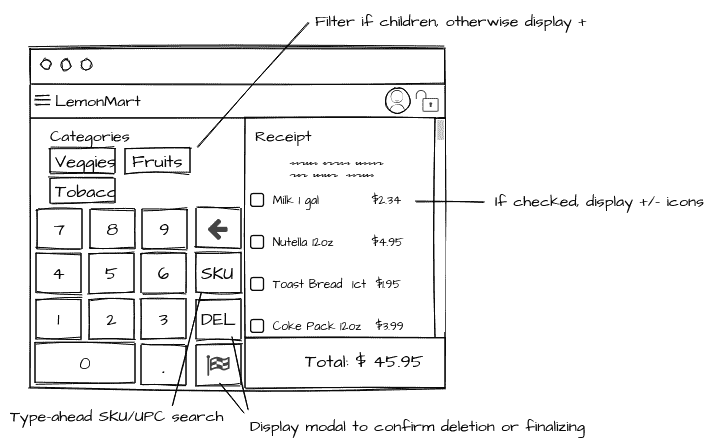 Filter if children, otherwise display +
LemonMart
Categories
Veggies
Fruits
Tobacc
Receipt
Milk 1 gal $2.34
If checked, display +/- icons
Nutella 12oz $4.95
Toast Bread 1ct $1.95
Coke Pack 12oz $3.99
7 8 9
4 5 6 SKU
1 2 3 DEL
0 .
Total: $ 45.95
Type-ahead SKU/UPC search
Display modal to confirm deletion or finalizing